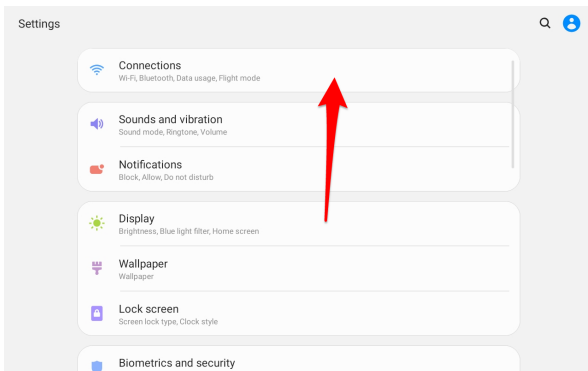 Settings
Connections
Wi-Fi, Bluetooth, Data usage, Flight mode
Sounds and vibration
Sound mode, Ringtone, Volume
Notifications
Block, Allow, Do not disturb
Display
Brightness, Blue light filter, Home screen
Wallpaper
Wallpaper
Lock screen
Screen lock type, Clock style
Biometrics and security